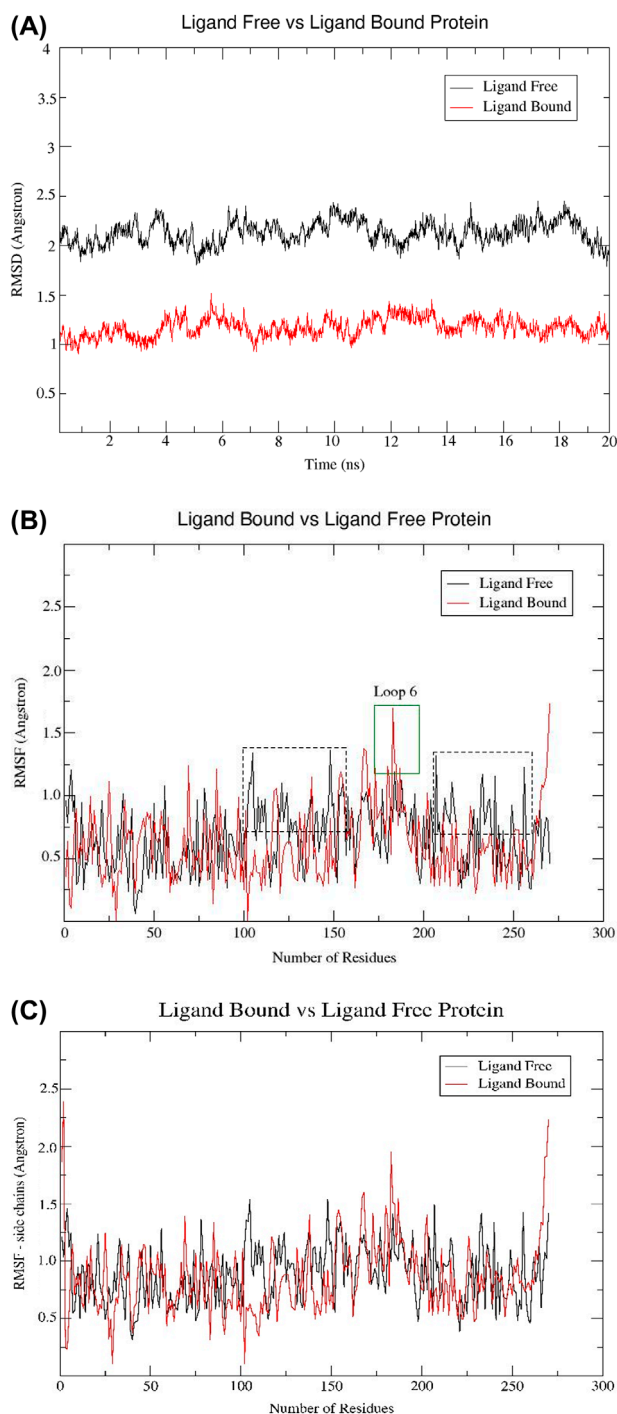 (A)
Ligand Free vs Ligand Bound Protein
4
3.5
3
2.5
2
1.5
1
0.5
RMSD (Angstron)
Ligand Free
Ligand Bound
2 4 6 8 10 12 14 16 18 20
Time (ns)
(B)
Ligand Bound vs Ligand Free Protein
2.5
2.0
1.5
1.0
0.5
RMSF (Angstron)
Ligand Free
Ligand Bound
Loop 6
0 50 100 150 200 250 300
Number of Residues
(C)
Ligand Bound vs Ligand Free Protein
2.5
2.0
1.5
1.0
0.5
RMSF - side chains (Angstron)
Ligand Free
Ligand Bound
0 50 100 150 200 250 300
Number of Residues